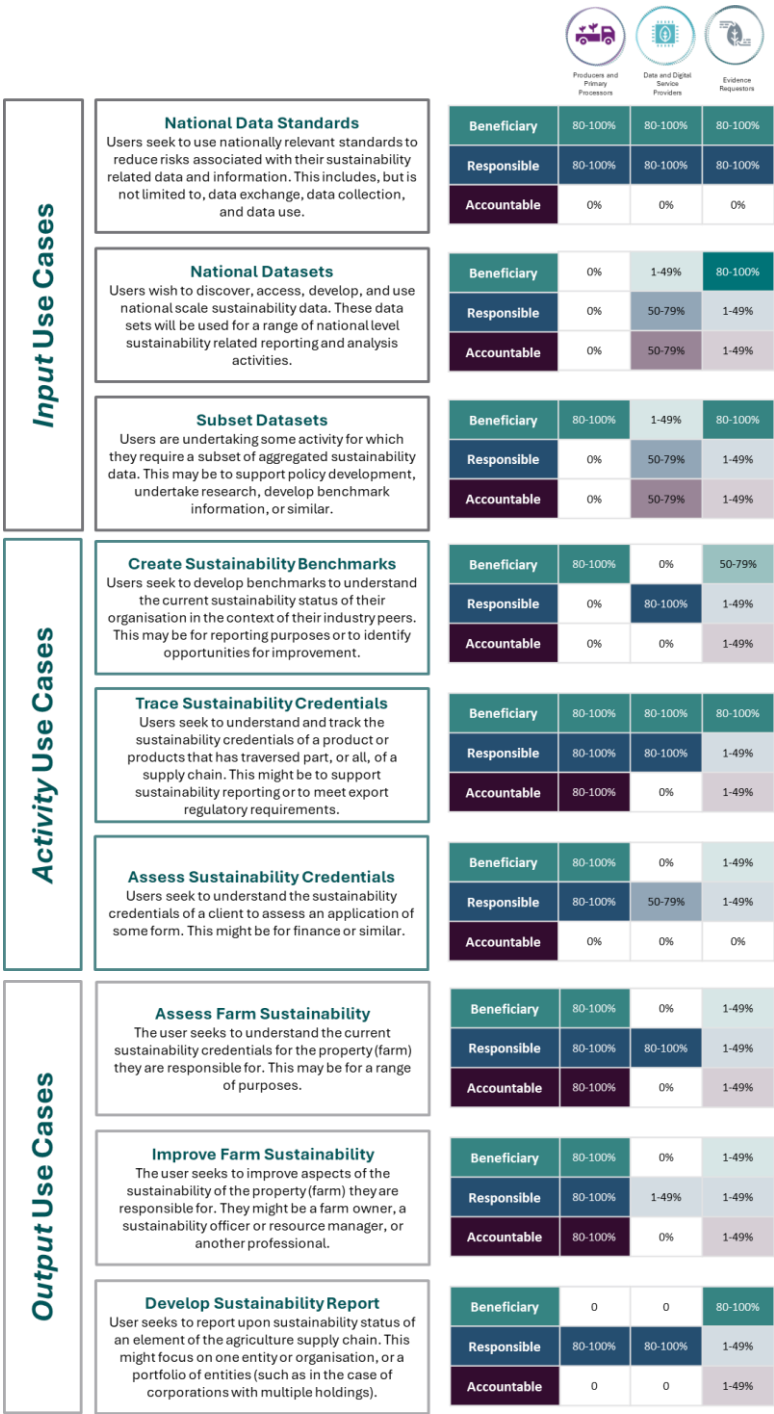 Producers and
Primary
Processors
Data and Digital
Service
Providers
Evidence
Requestors
Input Use Cases
National Data Standards
Users seek to use nationally relevant standards to
reduce risks associated with their sustainability
related data and information. This includes, but is
not limited to, data exchange, data collection,
and data use.
Beneficiary 80-100% 80-100% 80-100%
Responsible 80-100% 80-100% 80-100%
Accountable 0% 0% 0%
National Datasets
Users wish to discover, access, develop, and use
national scale sustainability data. These data
sets will be used for a range of national level
sustainability related reporting and analysis
activities.
Beneficiary 0% 1-49% 80-100%
Responsible 0% 50-79% 1-49%
Accountable 0% 50-79% 1-49%
Subset Datasets
Users are undertaking some activity for which
they require a subset of aggregated sustainability
data. This may be to support policy development,
undertake research, develop benchmark
information, or similar.
Beneficiary 80-100% 1-49% 80-100%
Responsible 0% 50-79% 1-49%
Accountable 0% 50-79% 1-49%
Activity Use Cases
Create Sustainability Benchmarks
Users seek to develop benchmarks to understand
the current sustainability status of their
organisation in the context of their industry peers.
This may be for reporting purposes or to identify
opportunities for improvement.
Beneficiary 80-100% 0% 50-79%
Responsible 0% 80-100% 1-49%
Accountable 0% 0% 1-49%
Trace Sustainability Credentials
Users seek to understand and track the
sustainability credentials of a product or
products that has traversed part, or all, of a
supply chain. This might be to support
sustainability reporting or to meet export
regulatory requirements.
Beneficiary 80-100% 80-100% 80-100%
Responsible 80-100% 80-100% 1-49%
Accountable 80-100% 0% 1-49%
Assess Sustainability Credentials
Users seek to understand the sustainability
credentials of a client to assess an application of
some form. This might be for finance or similar.
Beneficiary 80-100% 0% 1-49%
Responsible 80-100% 50-79% 1-49%
Accountable 0% 0% 0%
Output Use Cases
Assess Farm Sustainability
The user seeks to understand the current
sustainability credentials for the property (farm)
they are responsible for. This may be for a range
of purposes.
Beneficiary 80-100% 0% 1-49%
Responsible 80-100% 80-100% 1-49%
Accountable 80-100% 0% 1-49%
Improve Farm Sustainability
The user seeks to improve aspects of the
sustainability of the property (farm) they are
responsible for. They might be a farm owner, a
sustainability officer or resource manager, or
another professional.
Beneficiary 80-100% 0% 1-49%
Responsible 80-100% 1-49% 1-49%
Accountable 80-100% 0% 1-49%
Develop Sustainability Report
User seeks to report upon sustainability status of
an element of the agriculture supply chain. This
might focus on one entity or organisation, or a
portfolio of entities (such as in the case of
corporations with multiple holdings).
Beneficiary 0 0 80-100%
Responsible 80-100% 80-100% 1-49%
Accountable 0 0 1-49%